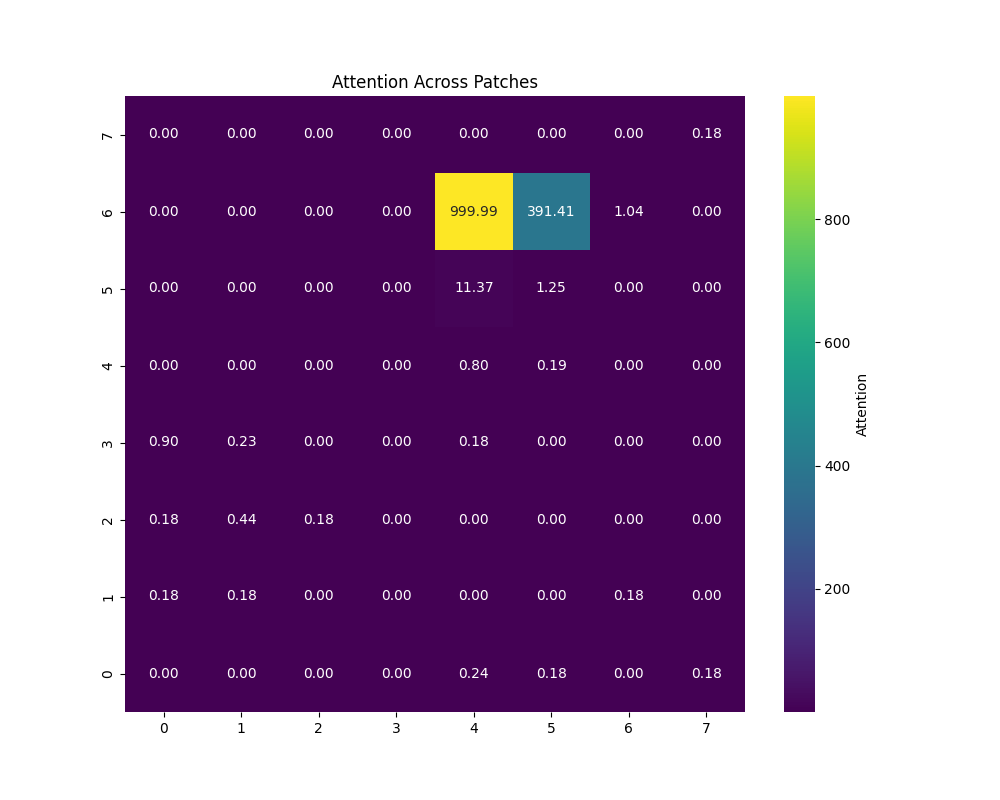 Attention Across Patches
7 0.00 0.00 0.00 0.00 0.00 0.00 0.00 0.18
6 0.00 0.00 0.00 0.00 999.99 391.41 1.04 0.00
5 0.00 0.00 0.00 0.00 11.37 1.25 0.00 0.00
4 0.00 0.00 0.00 0.00 0.80 0.19 0.00 0.00
3 0.90 0.23 0.00 0.00 0.18 0.00 0.00 0.00
2 0.18 0.44 0.18 0.00 0.00 0.00 0.00 0.00
1 0.18 0.18 0.00 0.00 0.00 0.00 0.18 0.00
0 0.00 0.00 0.00 0.00 0.24 0.18 0.00 0.18
0 1 2 3 4 5 6 7
800
600
400
200
Attention